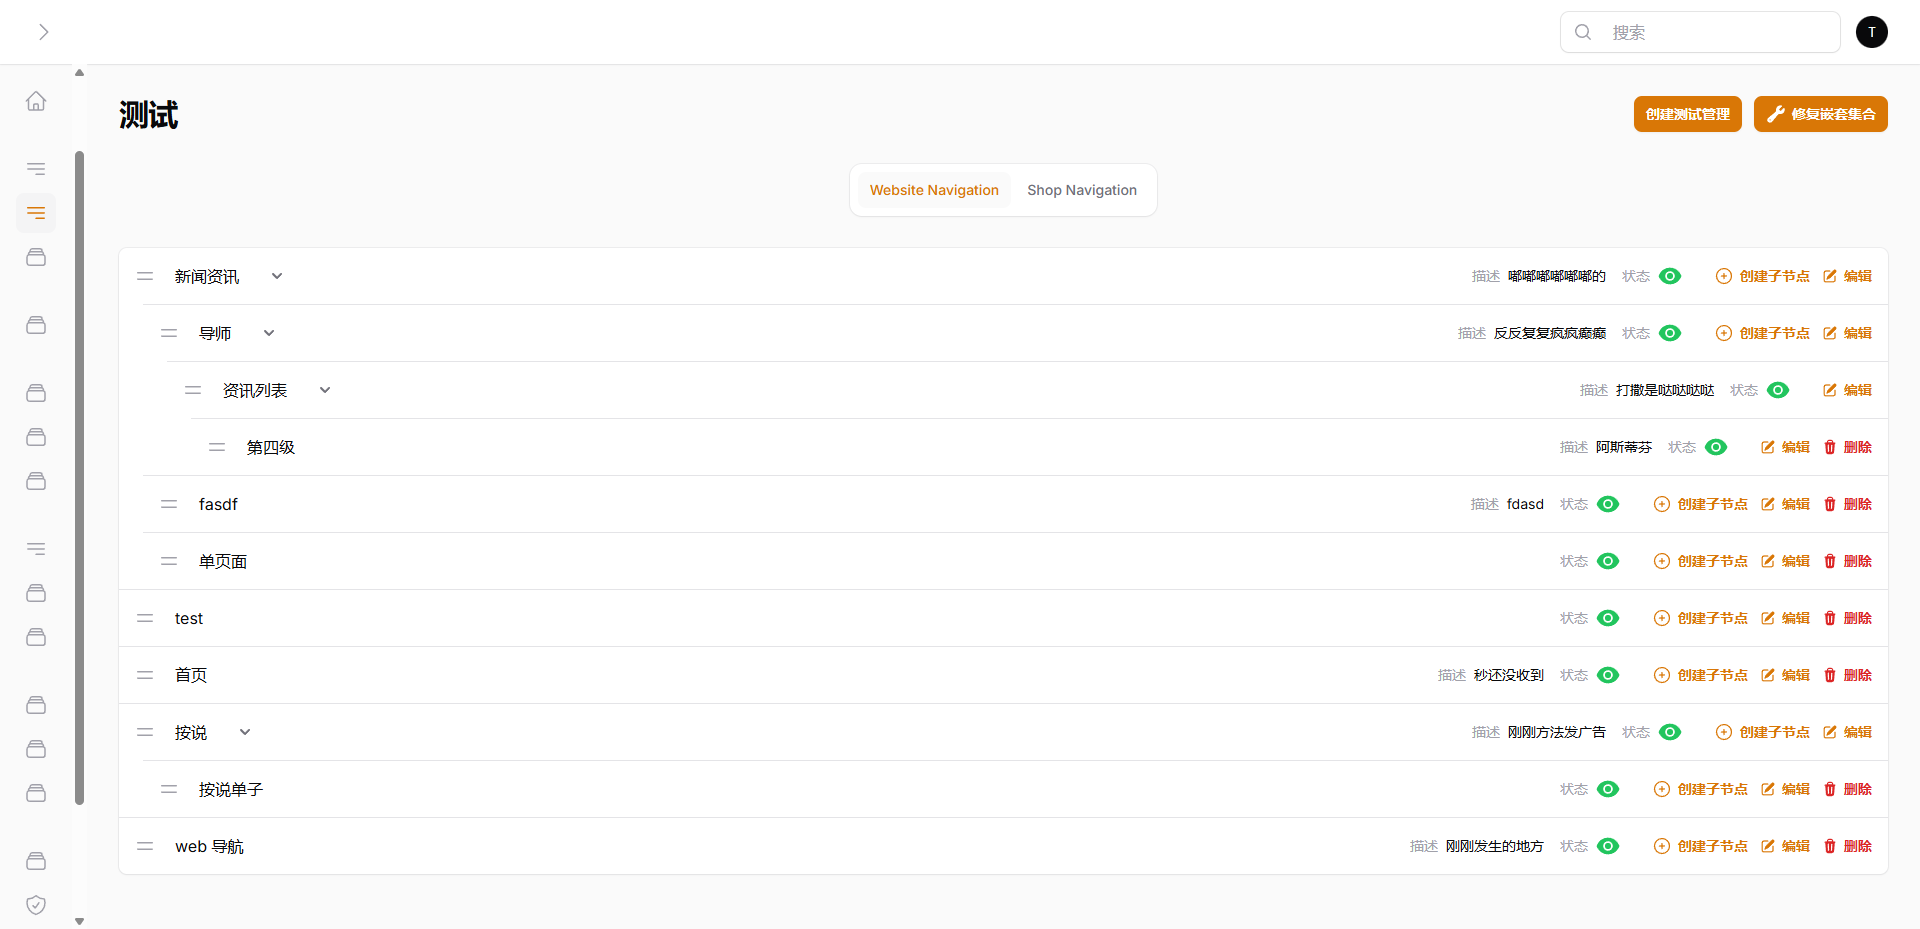 搜索
T
测试
创建测试管理
修复嵌套集合
Website Navigation
Shop Navigation
新闻资讯 描述 嘟嘟嘟嘟嘟嘟的 状态 创建子节点 编辑
导师 描述 反反复复疯疯癫癫 状态 创建子节点 编辑
资讯列表 描述 打撒是哒哒哒哒 状态 编辑
第四级 描述 阿斯蒂芬 状态 编辑 删除
fasdf 描述 fdasd 状态 创建子节点 编辑 删除
单页面 状态 创建子节点 编辑 删除
test 状态 创建子节点 编辑 删除
首页 描述 秒还没收到 状态 创建子节点 编辑 删除
按说 描述 刚刚方法发广告 状态 创建子节点 编辑
按说单子 状态 创建子节点 编辑 删除
web 导航 描述 刚刚发生的地方 状态 创建子节点 编辑 删除